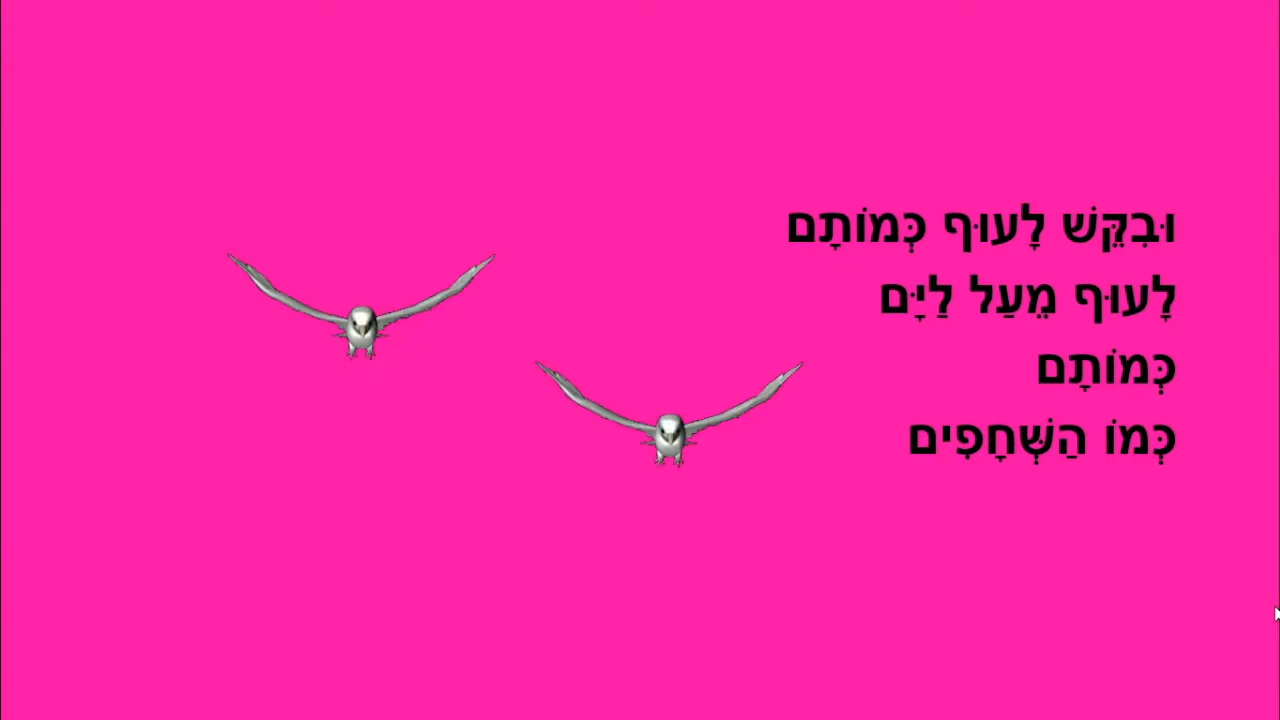 וּבִקֵּשׁ לָעוּף כְּמוֹתָם
לָעוּף מֵעַל לַיָּם
כְּמוֹתָם
כְּמוֹ הַשְּׁחָפִים